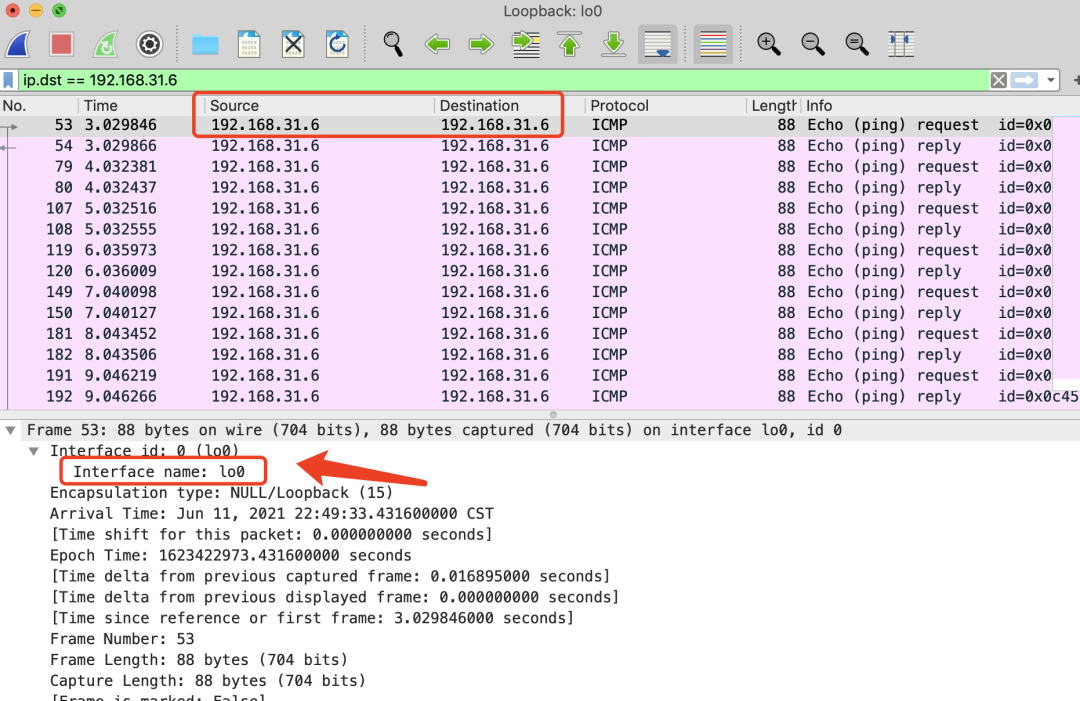 Loopback: lo0
ip.dst == 192.168.31.6
No. Time Source Destination Protocol Length Info
53 3.029846 192.168.31.6 192.168.31.6 ICMP 88 Echo (ping) request id=0x0
54 3.029866 192.168.31.6 192.168.31.6 ICMP 88 Echo (ping) reply id=0x0
79 4.032381 192.168.31.6 192.168.31.6 ICMP 88 Echo (ping) request id=0x0
80 4.032437 192.168.31.6 192.168.31.6 ICMP 88 Echo (ping) reply id=0x0
107 5.032516 192.168.31.6 192.168.31.6 ICMP 88 Echo (ping) request id=0x0
108 5.032555 192.168.31.6 192.168.31.6 ICMP 88 Echo (ping) reply id=0x0
119 6.035973 192.168.31.6 192.168.31.6 ICMP 88 Echo (ping) request id=0x0
120 6.036009 192.168.31.6 192.168.31.6 ICMP 88 Echo (ping) reply id=0x0
149 7.040098 192.168.31.6 192.168.31.6 ICMP 88 Echo (ping) request id=0x0
150 7.040127 192.168.31.6 192.168.31.6 ICMP 88 Echo (ping) reply id=0x0
181 8.043452 192.168.31.6 192.168.31.6 ICMP 88 Echo (ping) request id=0x0
182 8.043506 192.168.31.6 192.168.31.6 ICMP 88 Echo (ping) reply id=0x0
191 9.046219 192.168.31.6 192.168.31.6 ICMP 88 Echo (ping) request id=0x0
192 9.046266 192.168.31.6 192.168.31.6 ICMP 88 Echo (ping) reply id=0x0c45
Frame 53: 88 bytes on wire (704 bits), 88 bytes captured (704 bits) on interface lo0, id 0
Interface id: 0 (lo0)
Interface name: lo0
Encapsulation type: NULL/Loopback (15)
Arrival Time: Jun 11, 2021 22:49:33.431600000 CST
[Time shift for this packet: 0.000000000 seconds]
Epoch Time: 1623422973.431600000 seconds
[Time delta from previous captured frame: 0.016895000 seconds]
[Time delta from previous displayed frame: 0.000000000 seconds]
[Time since reference or first frame: 3.029846000 seconds]
Frame Number: 53
Frame Length: 88 bytes (704 bits)
Capture Length: 88 bytes (704 bits)
[Frame is marked: False]